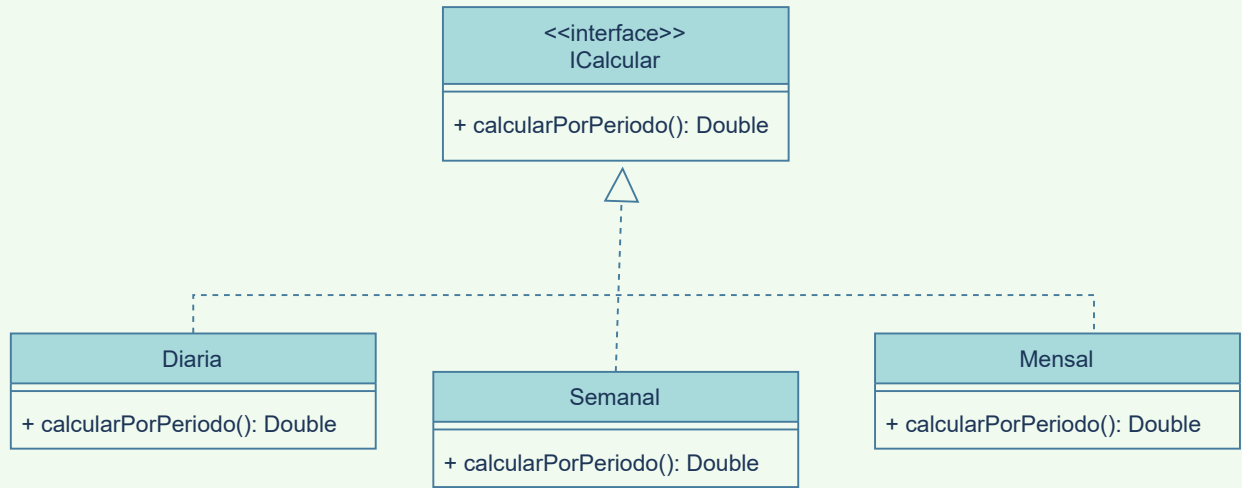 <<interface>>
ICalcular
+ calcularPorPeriodo(): Double
Diaria
+ calcularPorPeriodo(): Double
Semanal
+ calcularPorPeriodo(): Double
Mensal
+ calcularPorPeriodo(): Double